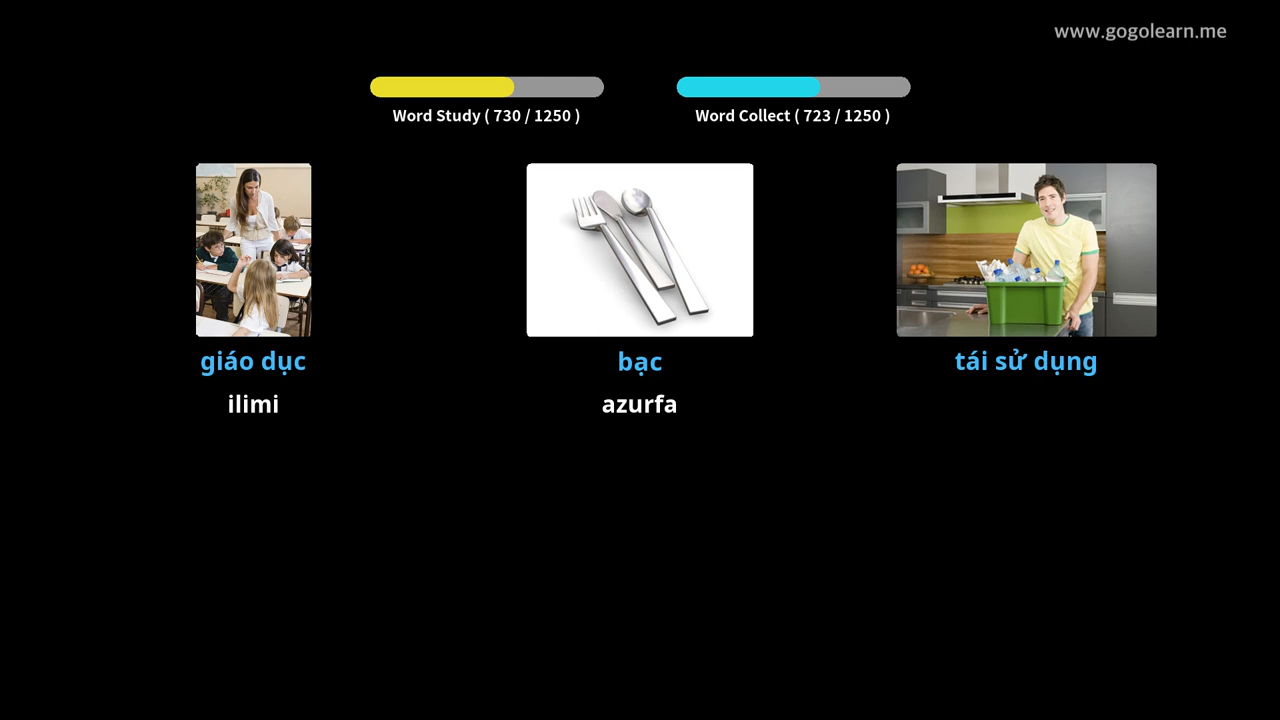 www.gogolearn.me
Word Study ( 730 / 1250 )
Word Collect ( 723 / 1250 )
giáo dục
bạc
tái sử dụng
ilimi
azurfa